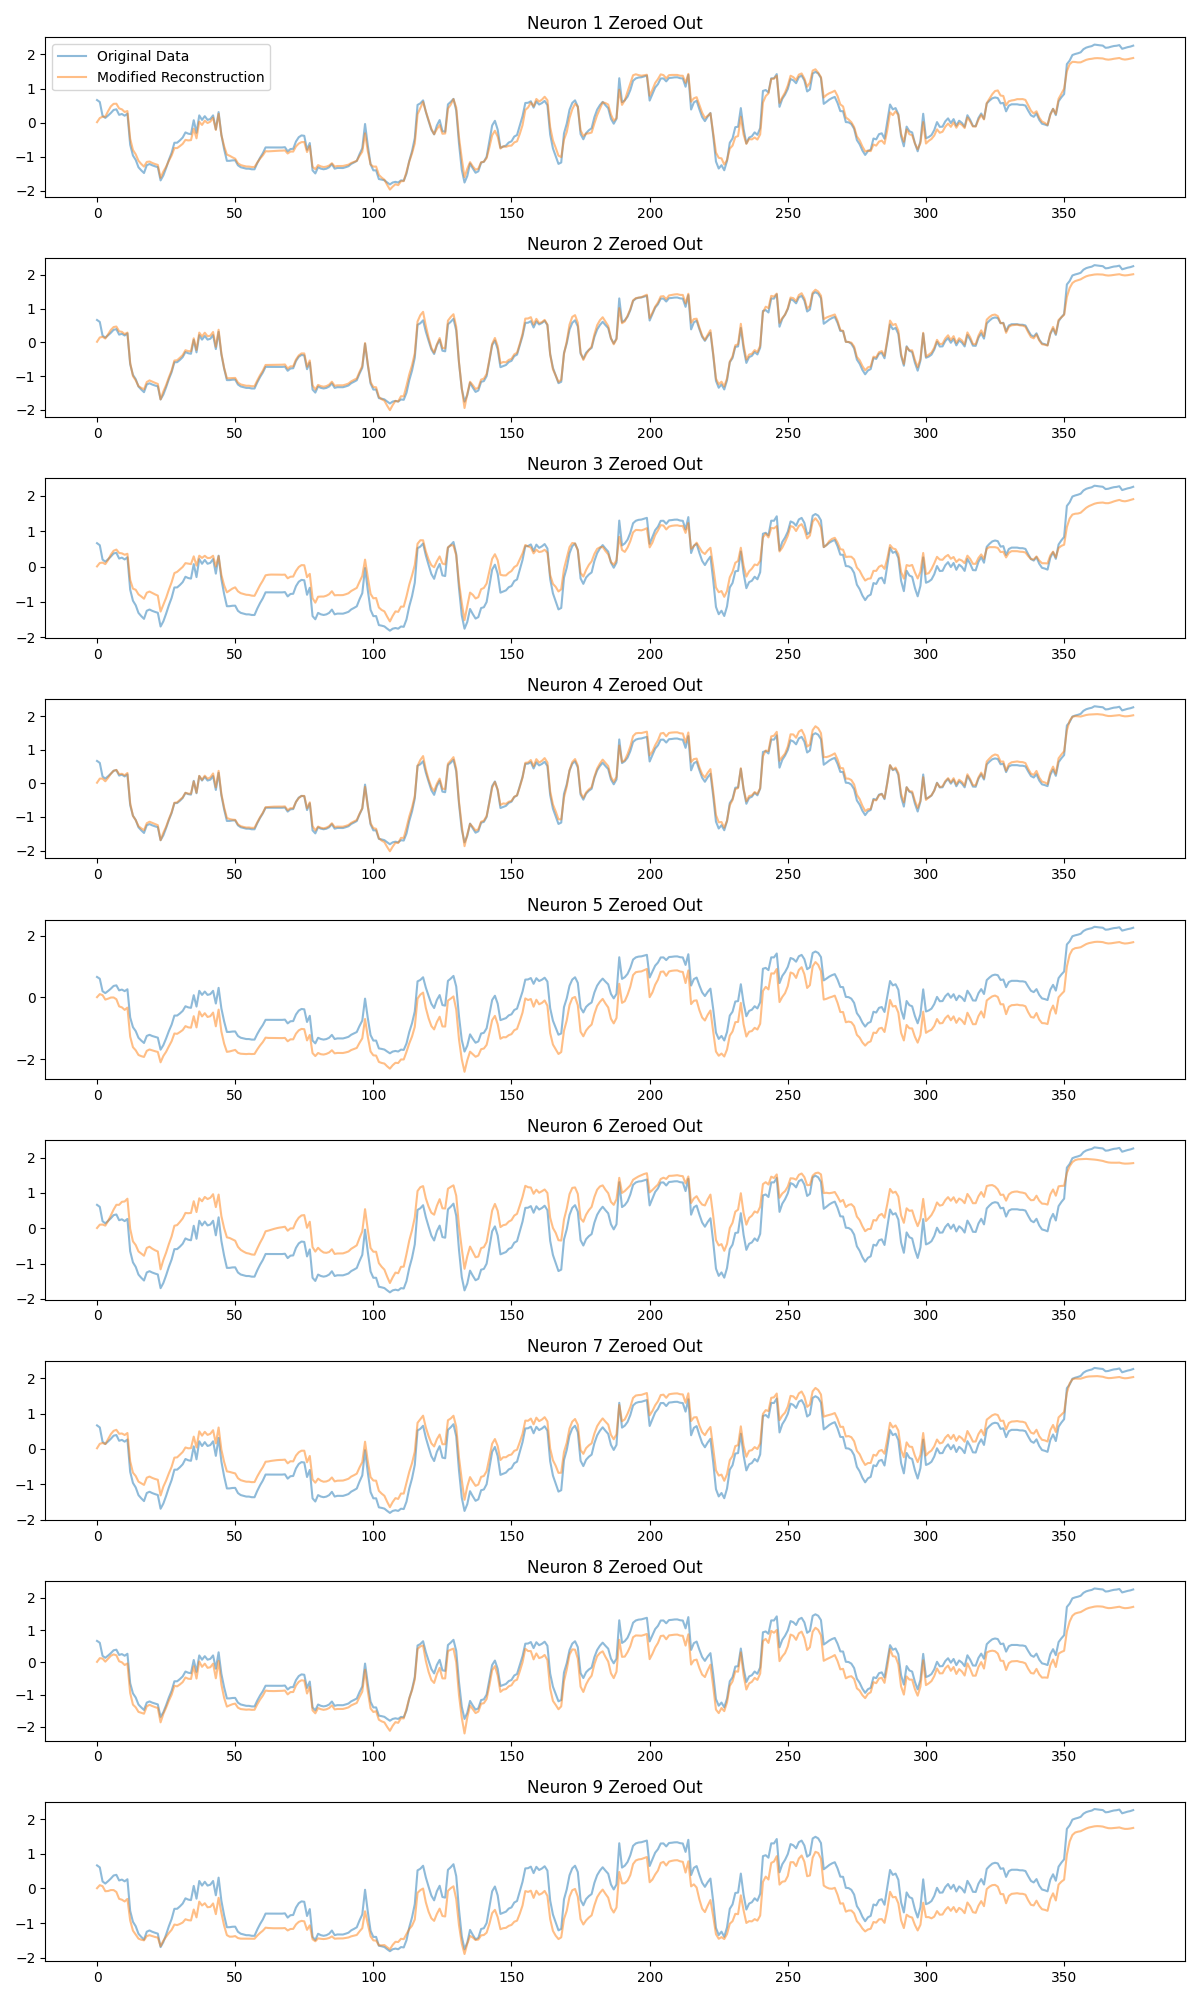 Neuron 1 Zeroed Out
Original Data
Modified Reconstruction
2
1
0
−1
−2
0 50 100 150 200 250 300 350
Neuron 2 Zeroed Out
2
1
0
−1
−2
0 50 100 150 200 250 300 350
Neuron 3 Zeroed Out
2
1
0
−1
−2
0 50 100 150 200 250 300 350
Neuron 4 Zeroed Out
2
1
0
−1
−2
0 50 100 150 200 250 300 350
Neuron 5 Zeroed Out
2
0
−2
0 50 100 150 200 250 300 350
Neuron 6 Zeroed Out
2
1
0
−1
−2
0 50 100 150 200 250 300 350
Neuron 7 Zeroed Out
2
1
0
−1
−2
0 50 100 150 200 250 300 350
Neuron 8 Zeroed Out
2
1
0
−1
−2
0 50 100 150 200 250 300 350
Neuron 9 Zeroed Out
2
1
0
−1
−2
0 50 100 150 200 250 300 350